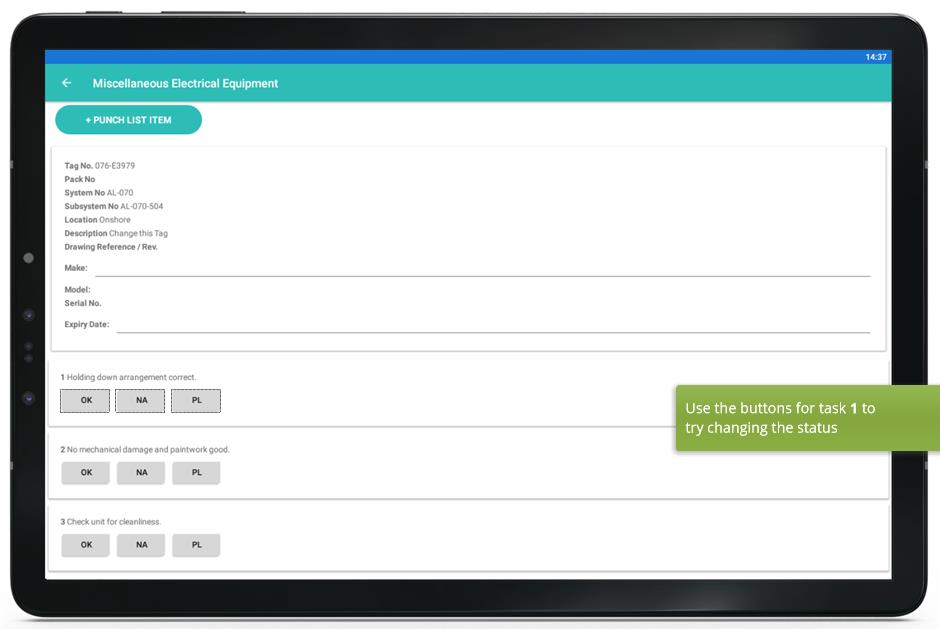 14:37
← Miscellaneous Electrical Equipment
+ PUNCH LIST ITEM
Tag No. 076-E3979
Pack No
System No AL-070
Subsystem No AL-070-504
Location Onshore
Description Change this Tag
Drawing Reference / Rev.
Make:
Model:
Serial No.
Expiry Date:
1 Holding down arrangement correct.
OK NA PL
Use the buttons for task 1 to
try changing the status
2 No mechanical damage and paintwork good.
OK NA PL
3 Check unit for cleanliness.
OK NA PL